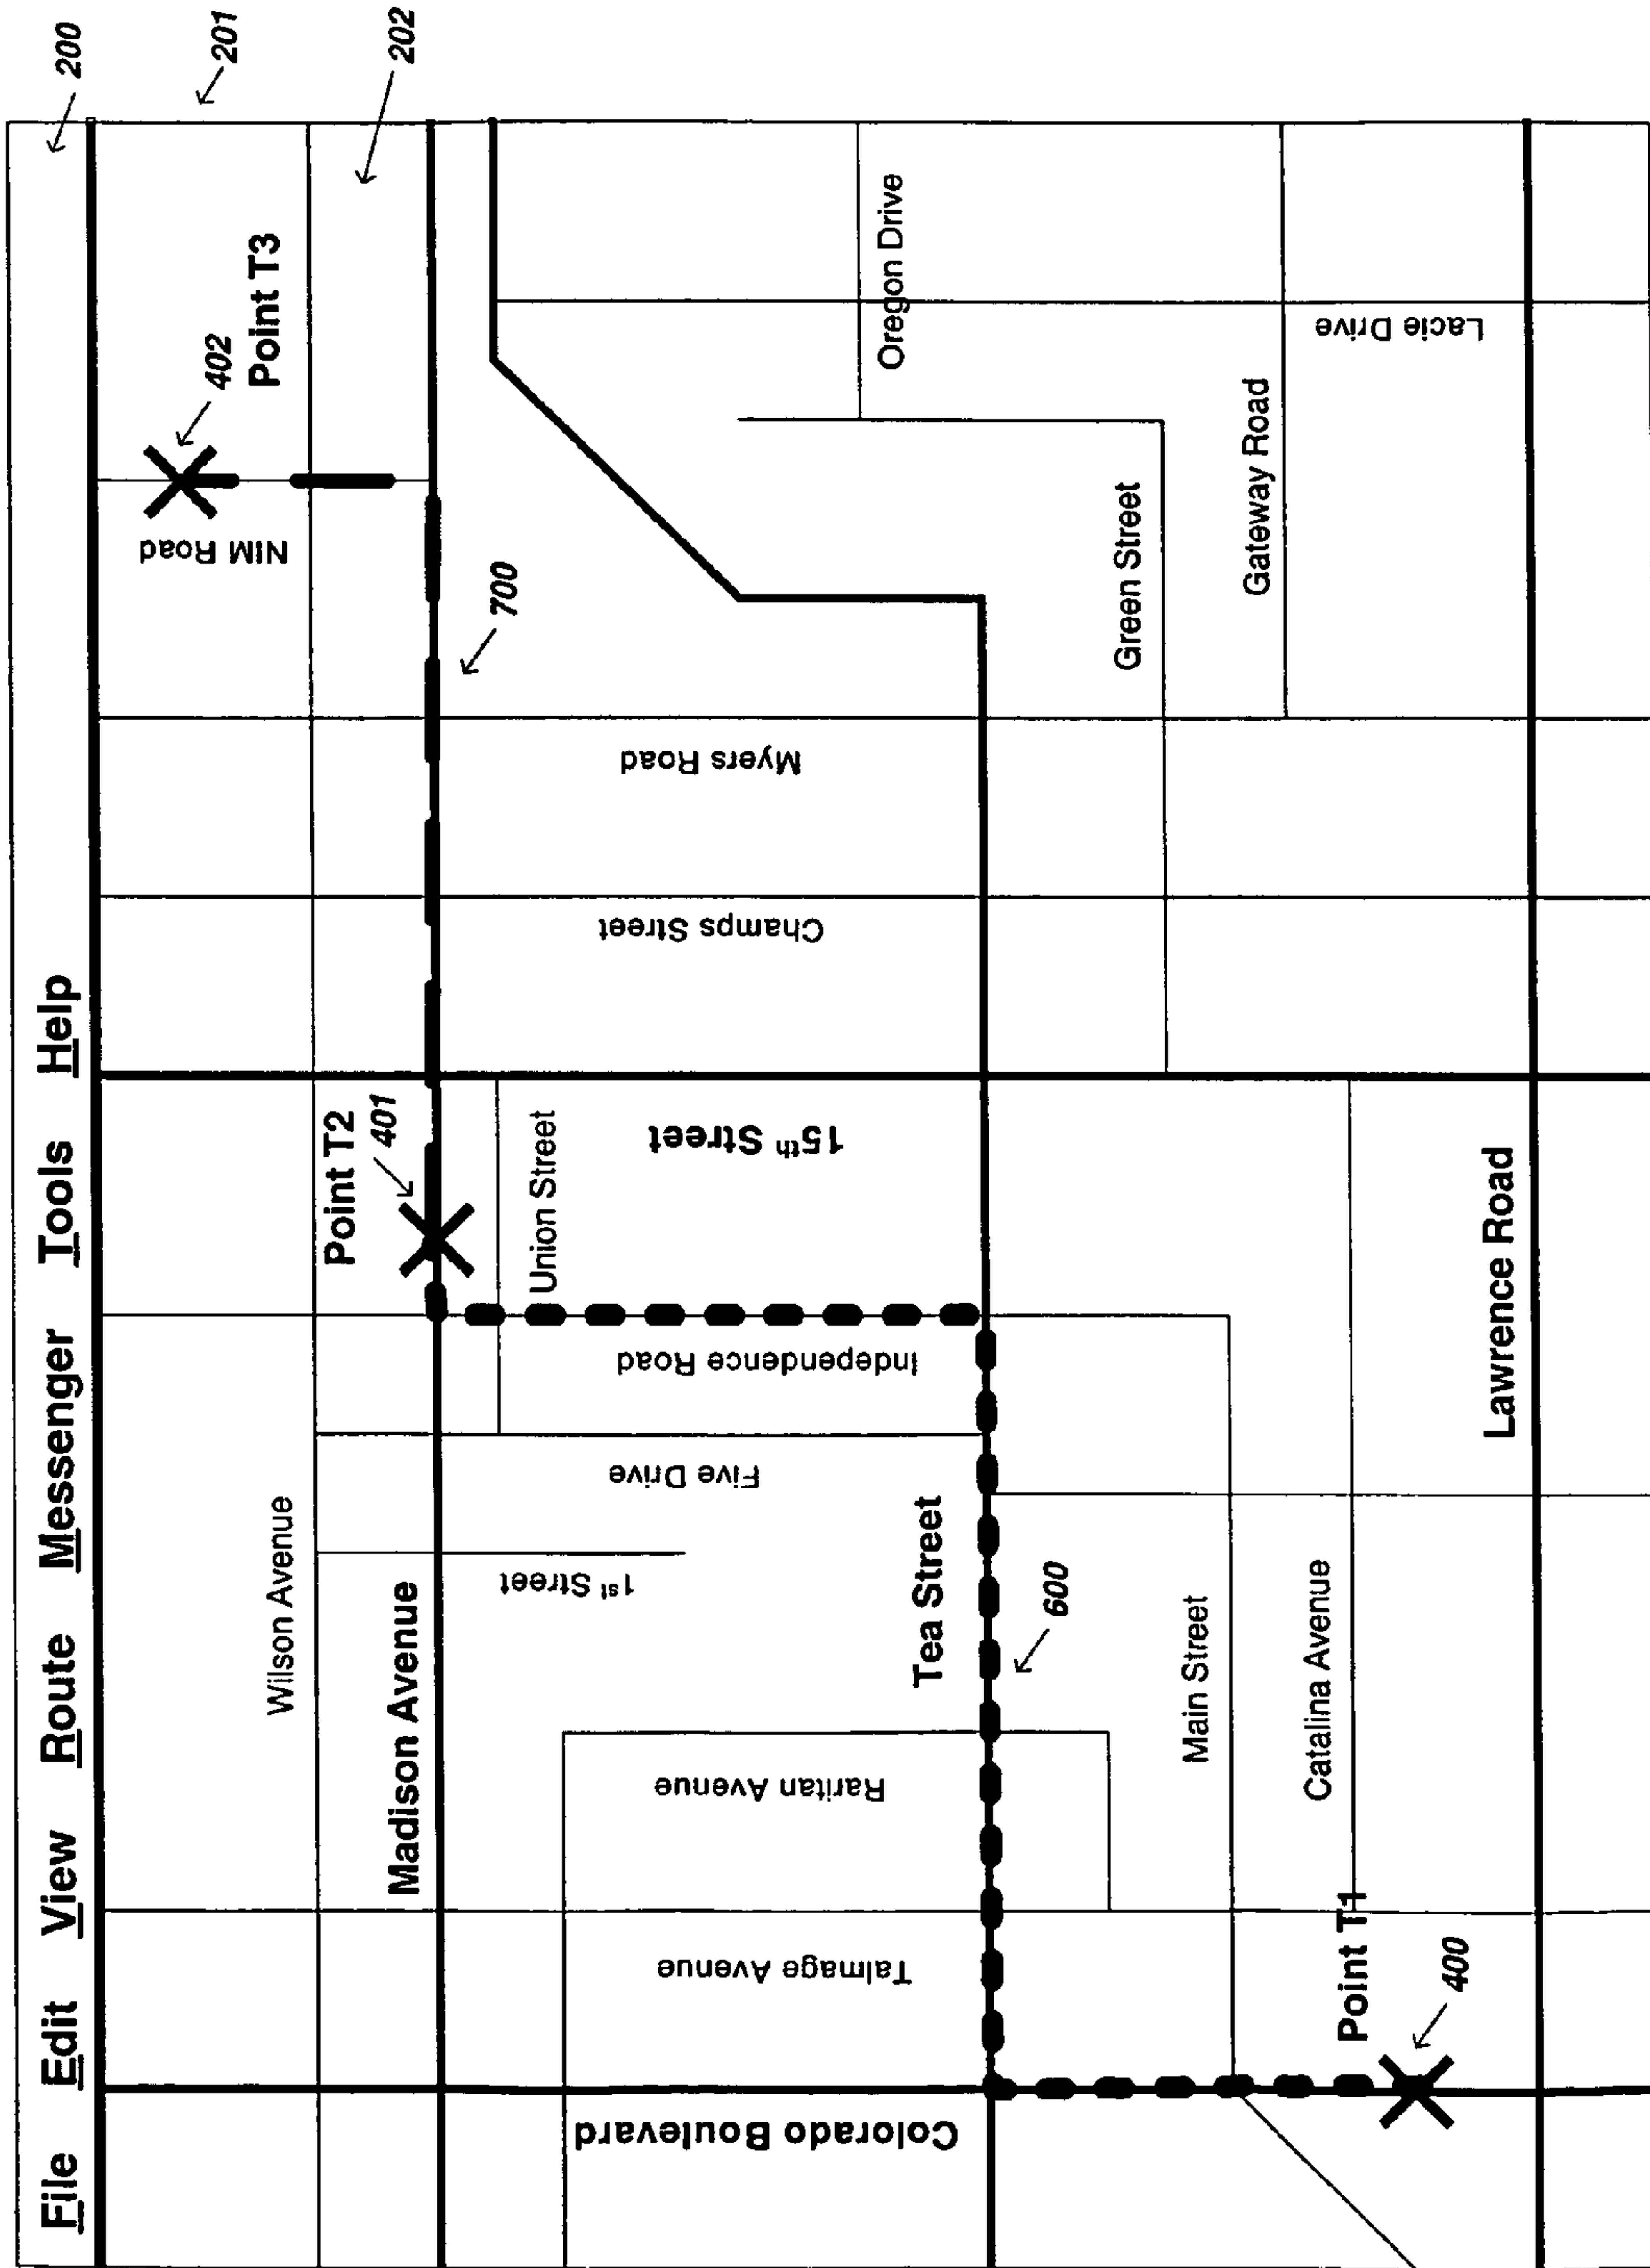 File Edit View Route Messenger Tools Help
200
201
202
402
Point T3
NIM Road
Wilson Avenue
Point T2
401
Madison Avenue
700
Union Street
1st Street
Five Drive
Independence Road
15th Street
Champs Street
Myers Road
Oregon Drive
Colorado Boulevard
Talmage Avenue
Raritan Avenue
Tea Street
600
Green Street
Main Street
Gateway Road
Catalina Avenue
Lacie Drive
Point T1
400
Lawrence Road